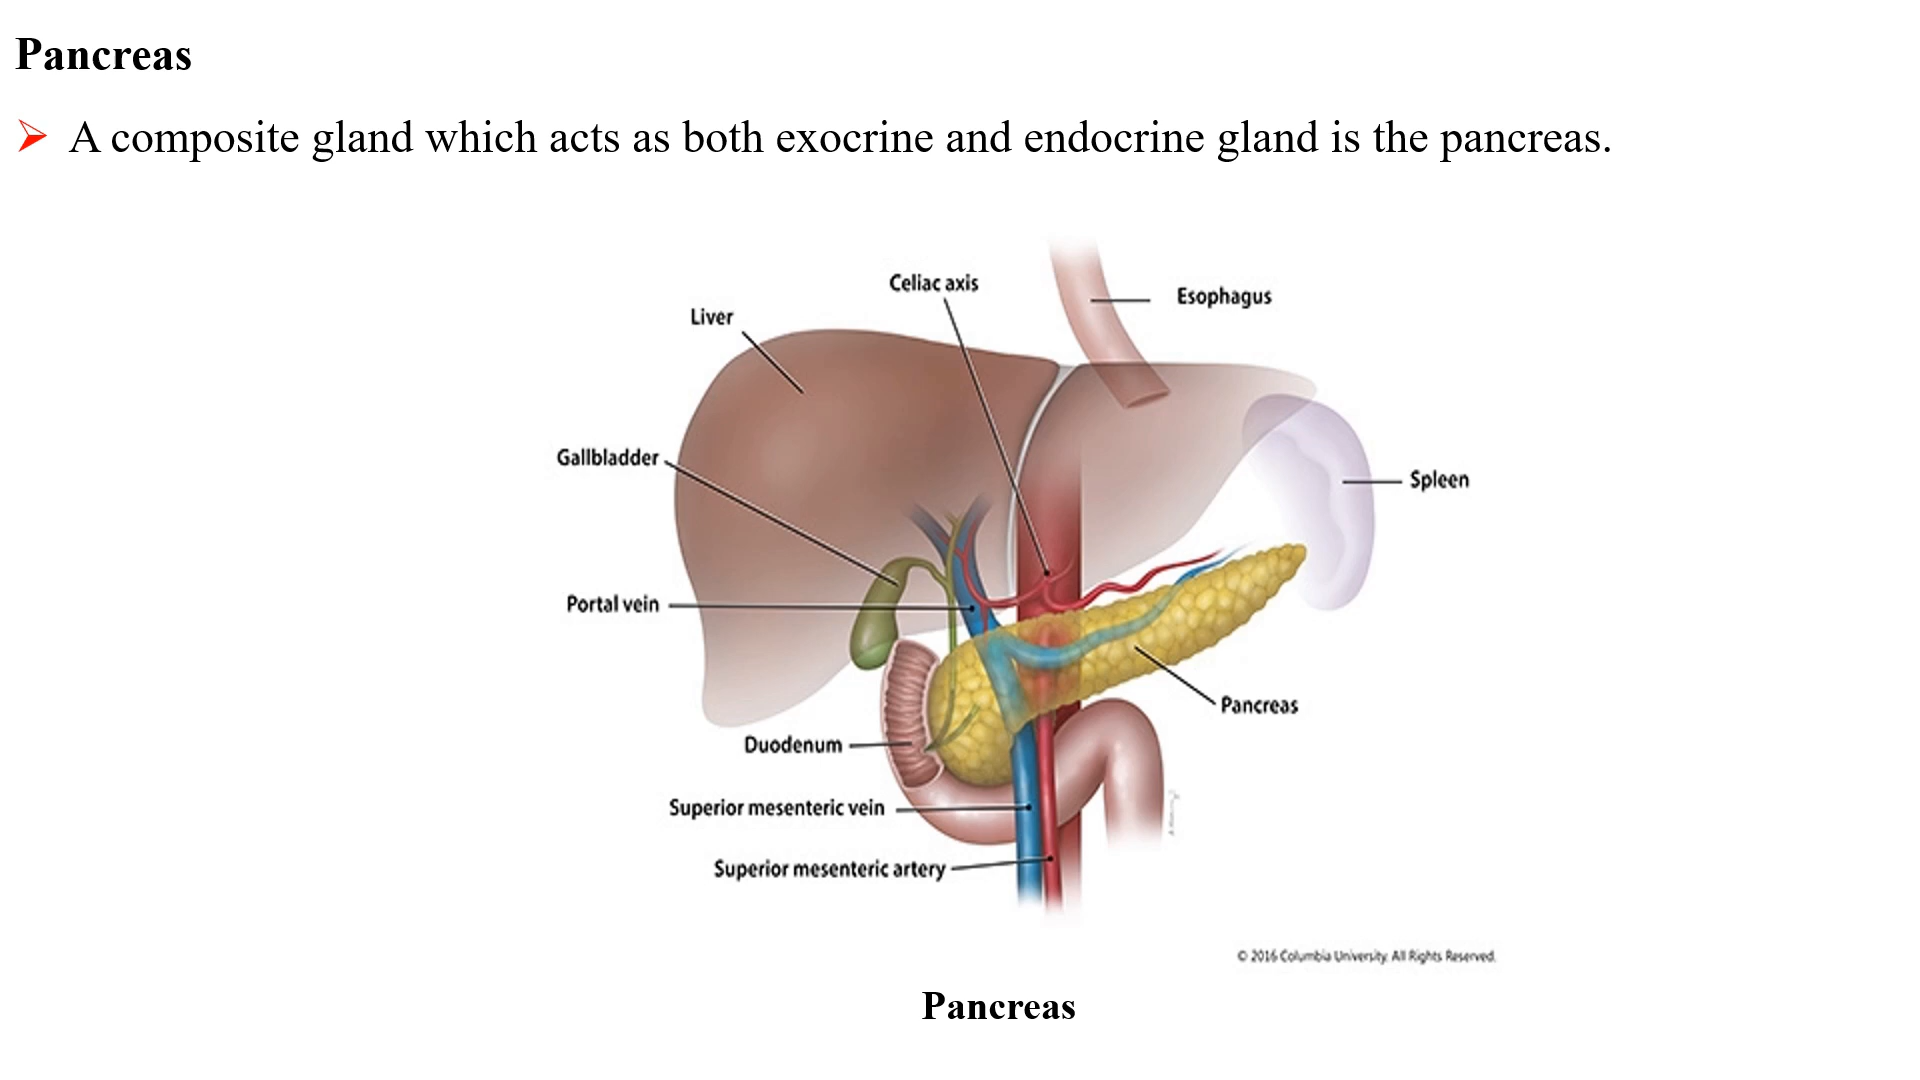 Pancreas
A composite gland which acts as both exocrine and endocrine gland is the pancreas.
Celiac axis
Esophagus
Liver
Gallbladder
Spleen
Portal vein
Pancreas
Duodenum
Superior mesenteric vein
Superior mesenteric artery
© 2016 Columbia University. All Rights Reserved.
Pancreas